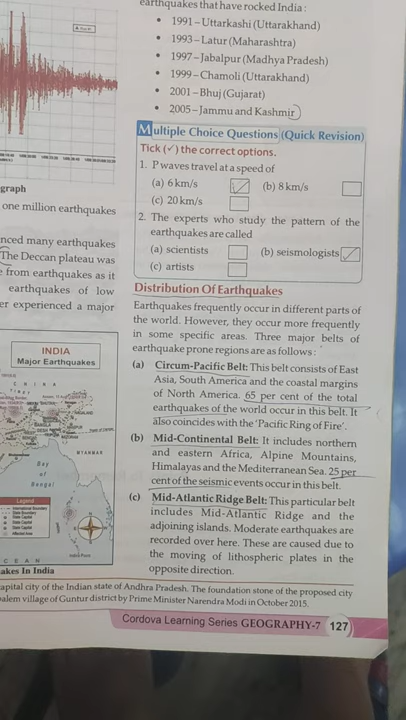 earthquakes that have rocked India:
• 1991 – Uttarkashi (Uttarakhand)
• 1993 – Latur (Maharashtra)
• 1997 – Jabalpur (Madhya Pradesh)
• 1999 – Chamoli (Uttarakhand)
• 2001 – Bhuj (Gujarat)
• 2005 – Jammu and Kashmir
graph
one million earthquakes
nced many earthquakes
The Deccan plateau was
e from earthquakes as it
earthquakes of low
er experienced a major
INDIA
Major Earthquakes
CHINA
MYANMAR
Bay
of
Bengal
Legend
International Boundary
State Boundary
State Capital
OCEAN
akes In India
Multiple Choice Questions (Quick Revision)
Tick (✓) the correct options.
1. P waves travel at a speed of
(a) 6 km/s (b) 8 km/s
(c) 20 km/s
2. The experts who study the pattern of the
earthquakes are called
(a) scientists (b) seismologists
(c) artists
Distribution Of Earthquakes
Earthquakes frequently occur in different parts of
the world. However, they occur more frequently
in some specific areas. Three major belts of
earthquake prone regions are as follows:
(a) Circum-Pacific Belt: This belt consists of East
Asia, South America and the coastal margins
of North America. 65 per cent of the total
earthquakes of the world occur in this belt. It
also coincides with the 'Pacific Ring of Fire'.
(b) Mid-Continental Belt: It includes northern
and eastern Africa, Alpine Mountains,
Himalayas and the Mediterranean Sea. 25 per
cent of the seismic events occur in this belt.
(c) Mid-Atlantic Ridge Belt: This particular belt
includes Mid-Atlantic Ridge and the
adjoining islands. Moderate earthquakes are
recorded over here. These are caused due to
the moving of lithospheric plates in the
opposite direction.
apital city of the Indian state of Andhra Pradesh. The foundation stone of the proposed city
alem village of Guntur district by Prime Minister Narendra Modi in October 2015.
Cordova Learning Series GEOGRAPHY-7 127